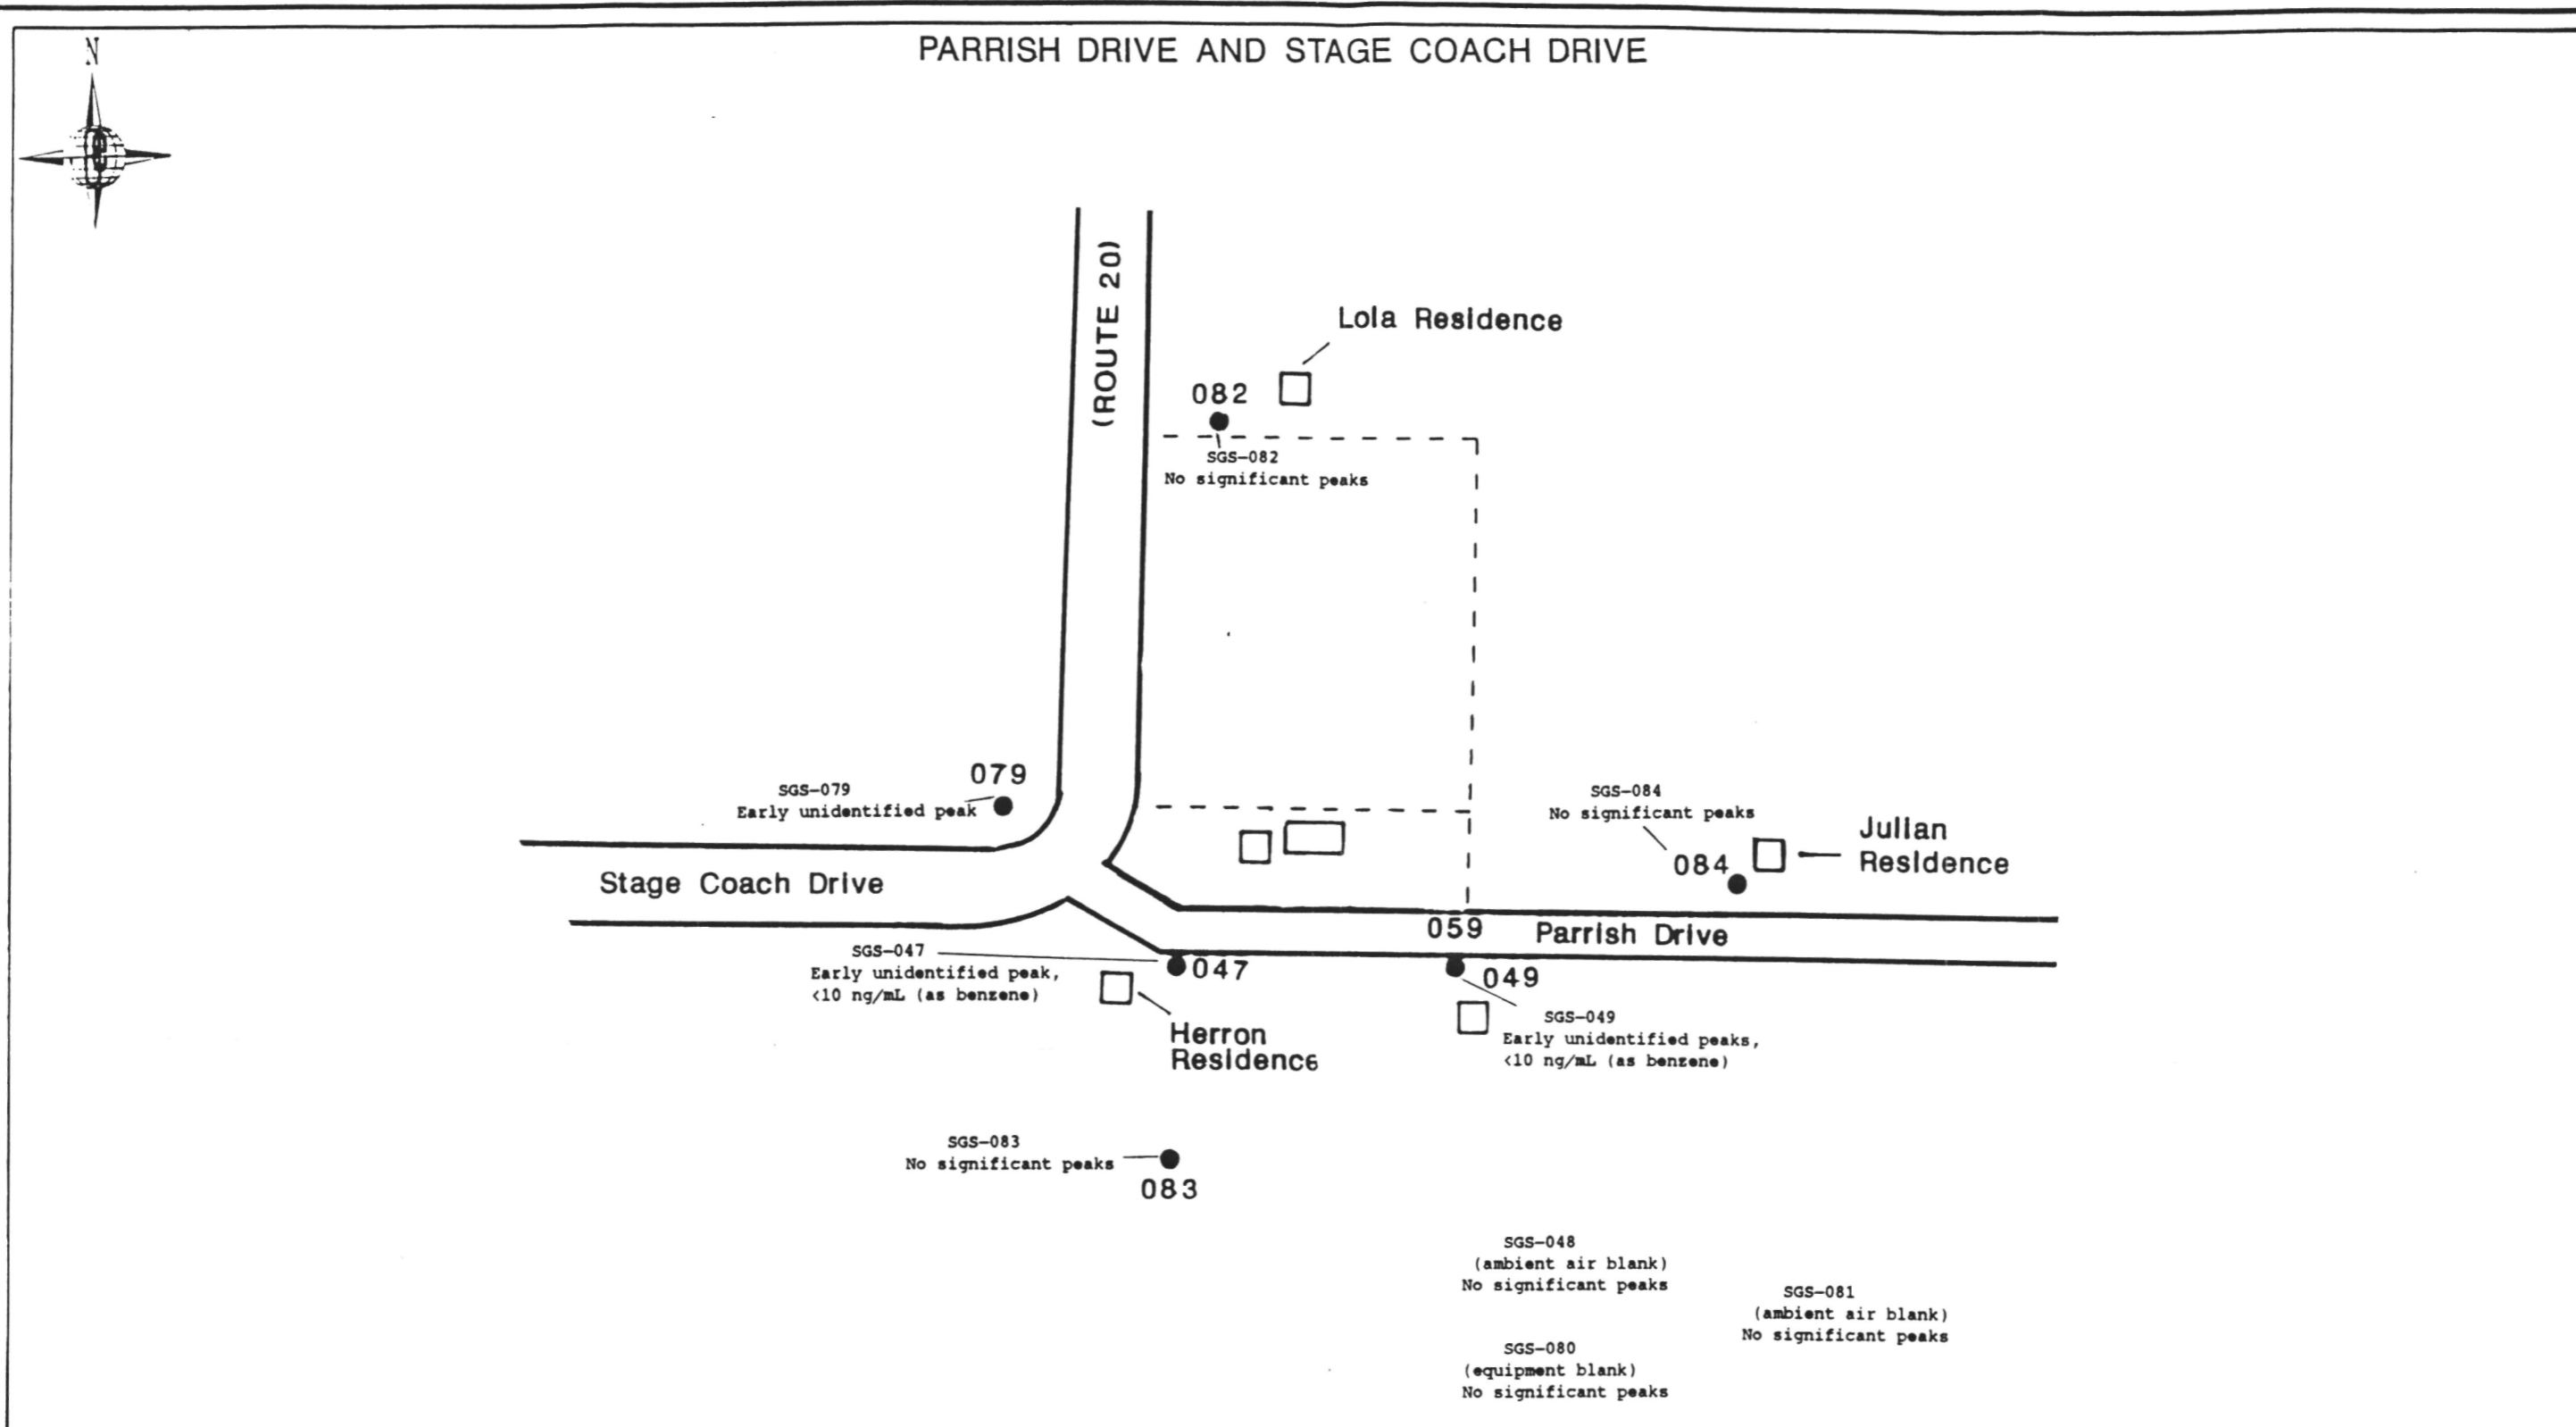 PARRISH DRIVE AND STAGE COACH DRIVE
N
(ROUTE 20)
Lola Residence
082
SGS-082
No significant peaks
079
SGS-079
Early unidentified peak
SGS-084
No significant peaks
084
Julian
Residence
Stage Coach Drive
059
Parrish Drive
SGS-047
Early unidentified peak,
<10 ng/mL (as benzene)
047
049
Herron
Residence
SGS-049
Early unidentified peaks,
<10 ng/mL (as benzene)
SGS-083
No significant peaks
083
SGS-048
(ambient air blank)
No significant peaks
SGS-081
(ambient air blank)
No significant peaks
SGS-080
(equipment blank)
No significant peaks